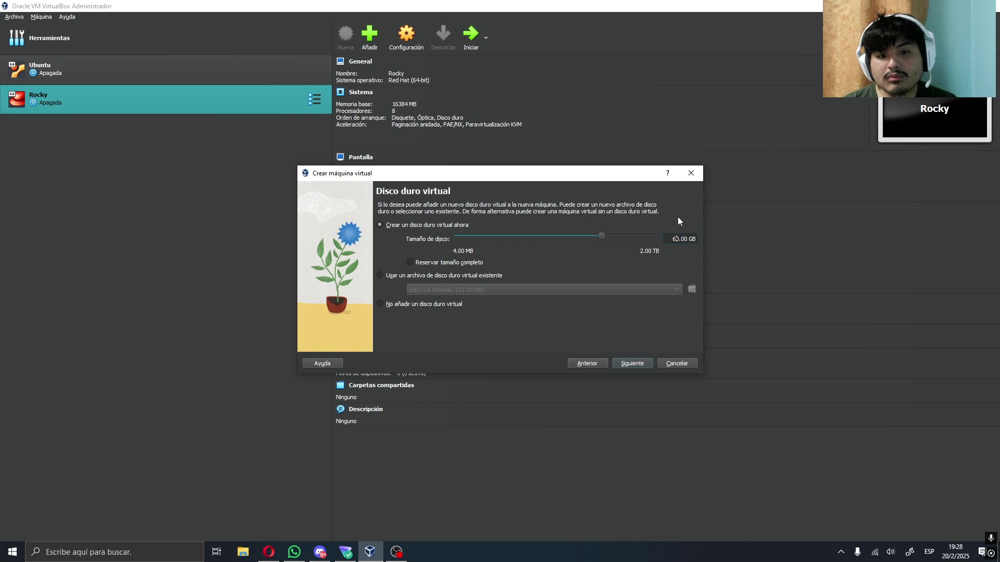 Oracle VM VirtualBox Administrador
Archivo Máquina Ayuda
Herramientas
Nueva Añadir Configuración Descartar Iniciar
64 Ubuntu
Apagada
64 Rocky
Apagada
General
Nombre: Rocky
Sistema operativo: Red Hat (64-bit)
Sistema
Memoria base: 16384 MB
Procesadores: 8
Orden de arranque: Disquete, Óptica, Disco duro
Aceleración: Paginación anidada, PAE/NX, Paravirtualización KVM
Rocky
Pantalla
Crear máquina virtual ?
Disco duro virtual
Si lo desea puede añadir un nuevo disco duro vitual a la nueva máquina. Puede crear un nuevo archivo de disco
duro o seleccionar uno existente. De forma alternativa puede crear una máquina virtual sin un disco duro virtual.
Crear un disco duro virtual ahora
Tamaño de disco: 60.00 GB
4.00 MB 2.00 TB
Reservar tamaño completo
Usar un archivo de disco duro virtual existente
disk2.vdi (Normal, 512.00 MB)
No añadir un disco duro virtual
Ayuda Anterior Siguiente Cancelar
Filtros de dispositivos: 0 (0 activo)
Carpetas compartidas
Ninguno
Descripción
Ninguno
Escribe aquí para buscar.
9+
ESP
19:28
20/2/2025